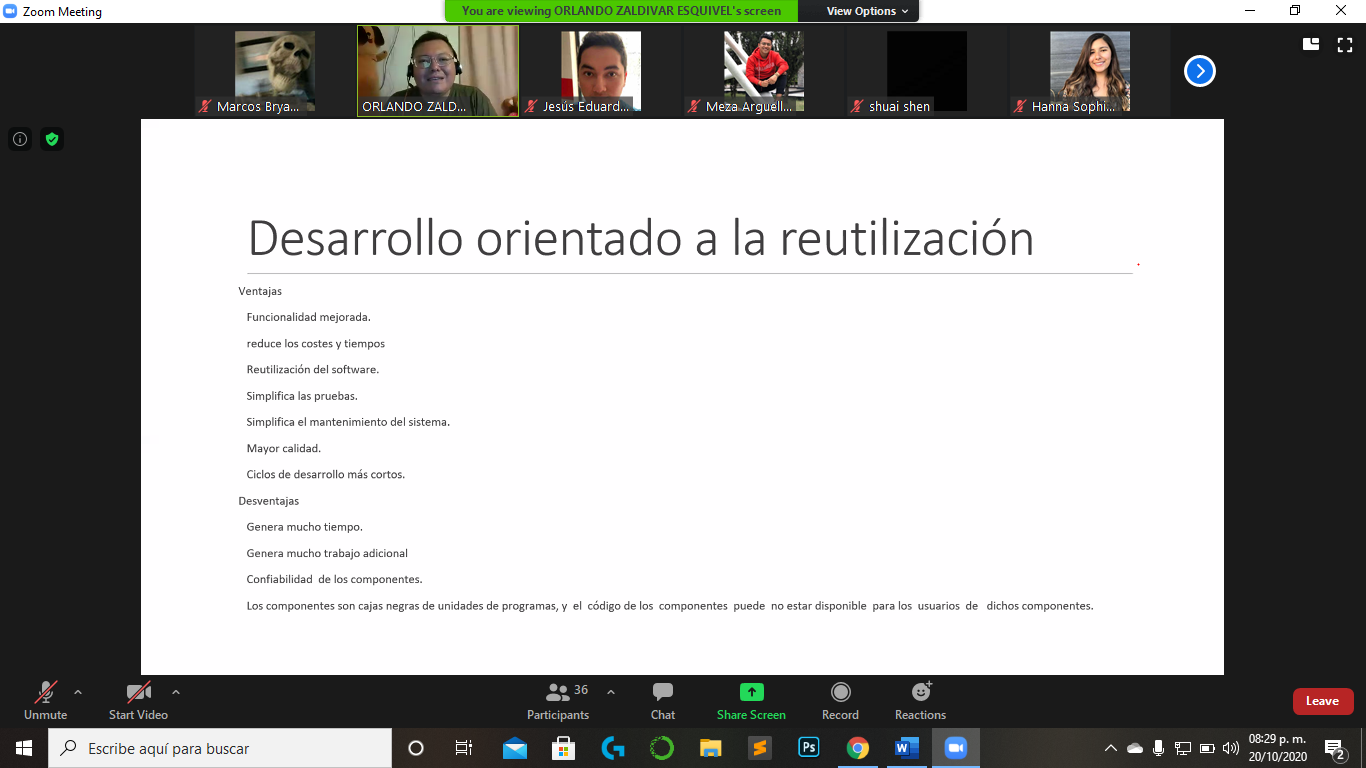 Zoom Meeting
You are viewing ORLANDO ZALDIVAR ESQUIVEL's screen
View Options
Marcos Brya...
ORLANDO ZALD...
Jesús Eduard...
Meza Arguell...
shuai shen
Hanna Sophi...
Desarrollo orientado a la reutilización
Ventajas
Funcionalidad mejorada.
reduce los costes y tiempos
Reutilización del software.
Simplifica las pruebas.
Simplifica el mantenimiento del sistema.
Mayor calidad.
Ciclos de desarrollo más cortos.
Desventajas
Genera mucho tiempo.
Genera mucho trabajo adicional
Confiabilidad de los componentes.
Los componentes son cajas negras de unidades de programas, y el código de los componentes puede no estar disponible para los usuarios de dichos componentes.
Unmute
Start Video
36
Participants
Chat
Share Screen
Record
Reactions
Leave
Escribe aquí para buscar
Ps
08:29 p. m.
20/10/2020
2